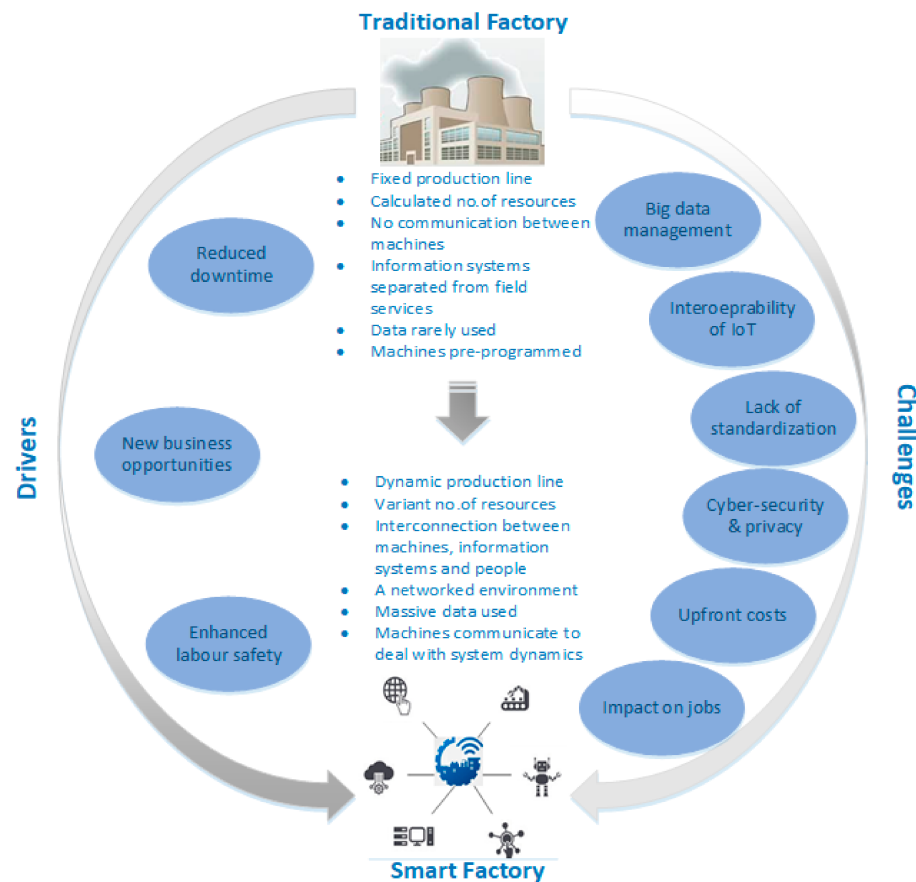 Traditional Factory
• Fixed production line
• Calculated no.of resources
• No communication between
machines
• Information systems
separated from field
services
• Data rarely used
• Machines pre-programmed
Drivers
Reduced
downtime
New business
opportunities
Enhanced
labour safety
• Dynamic production line
• Variant no.of resources
• Interconnection between
machines, information
systems and people
• A networked environment
• Massive data used
• Machines communicate to
deal with system dynamics
Challenges
Big data
management
Interoeprability
of IoT
Lack of
standardization
Cyber-security
& privacy
Upfront costs
Impact on jobs
Smart Factory